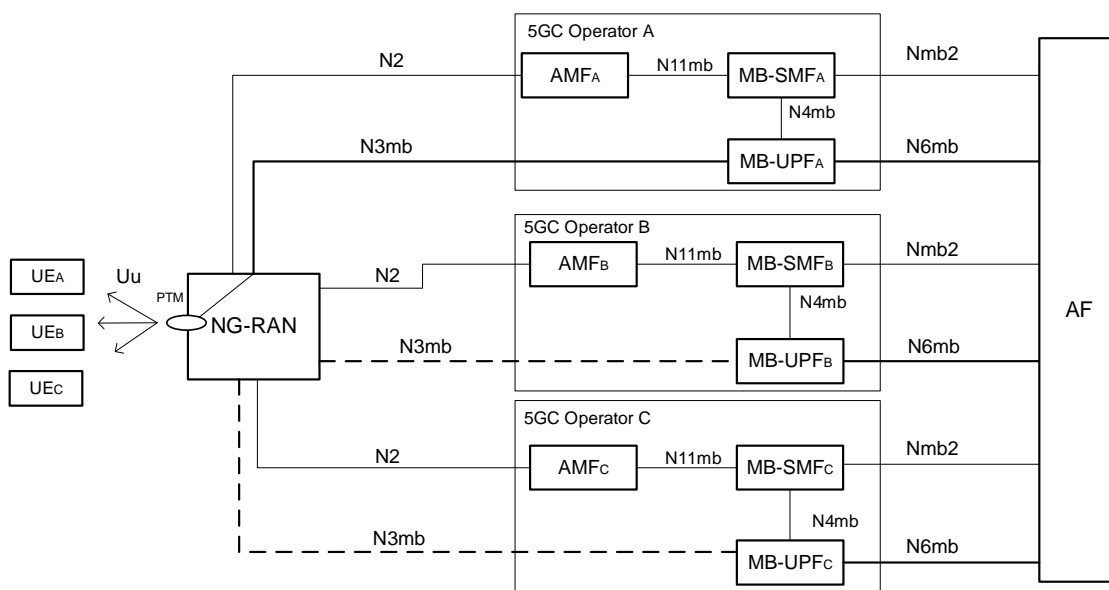 5GC Operator A
N2
AMFA
N11mb
MB-SMFA
Nmb2
N4mb
N3mb
MB-UPFA
N6mb
5GC Operator B
N2
AMFB
N11mb
MB-SMFB
Nmb2
N4mb
N3mb
MB-UPFB
N6mb
UEA
UEB
UEC
Uu
PTM
NG-RAN
AF
5GC Operator C
N2
AMFC
N11mb
MB-SMFC
Nmb2
N4mb
N3mb
MB-UPFC
N6mb